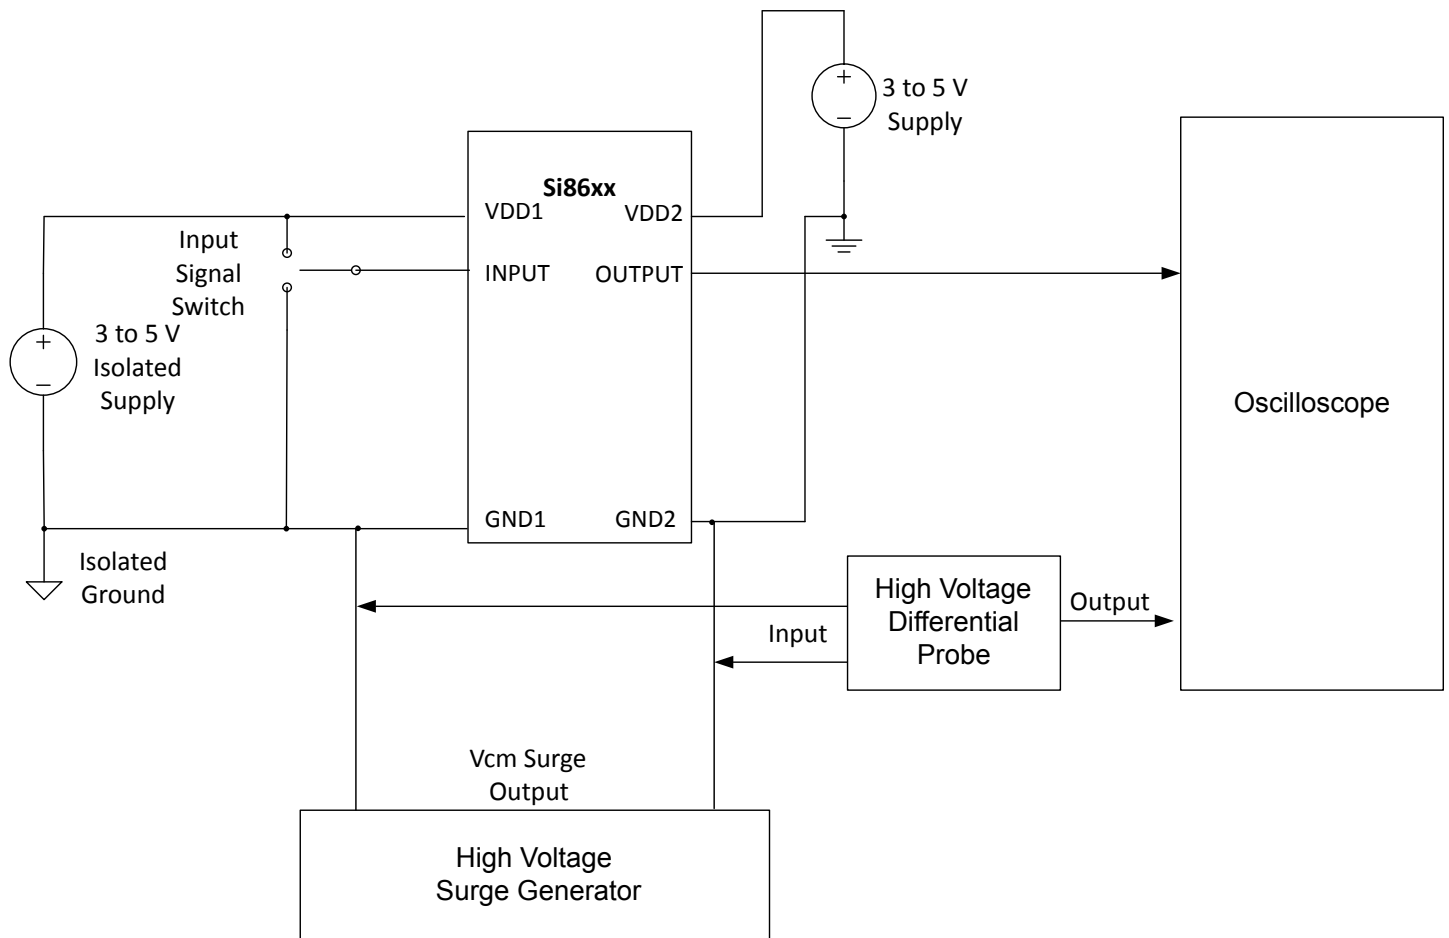 3 to 5 V
Supply
Si86xx
VDD1
VDD2
Input
Signal
Switch
INPUT
OUTPUT
+
−
+
−
3 to 5 V
Isolated
Supply
Oscilloscope
GND1
GND2
Isolated
Ground
High Voltage
Differential
Probe
Input
Output
Vcm Surge
Output
High Voltage
Surge Generator